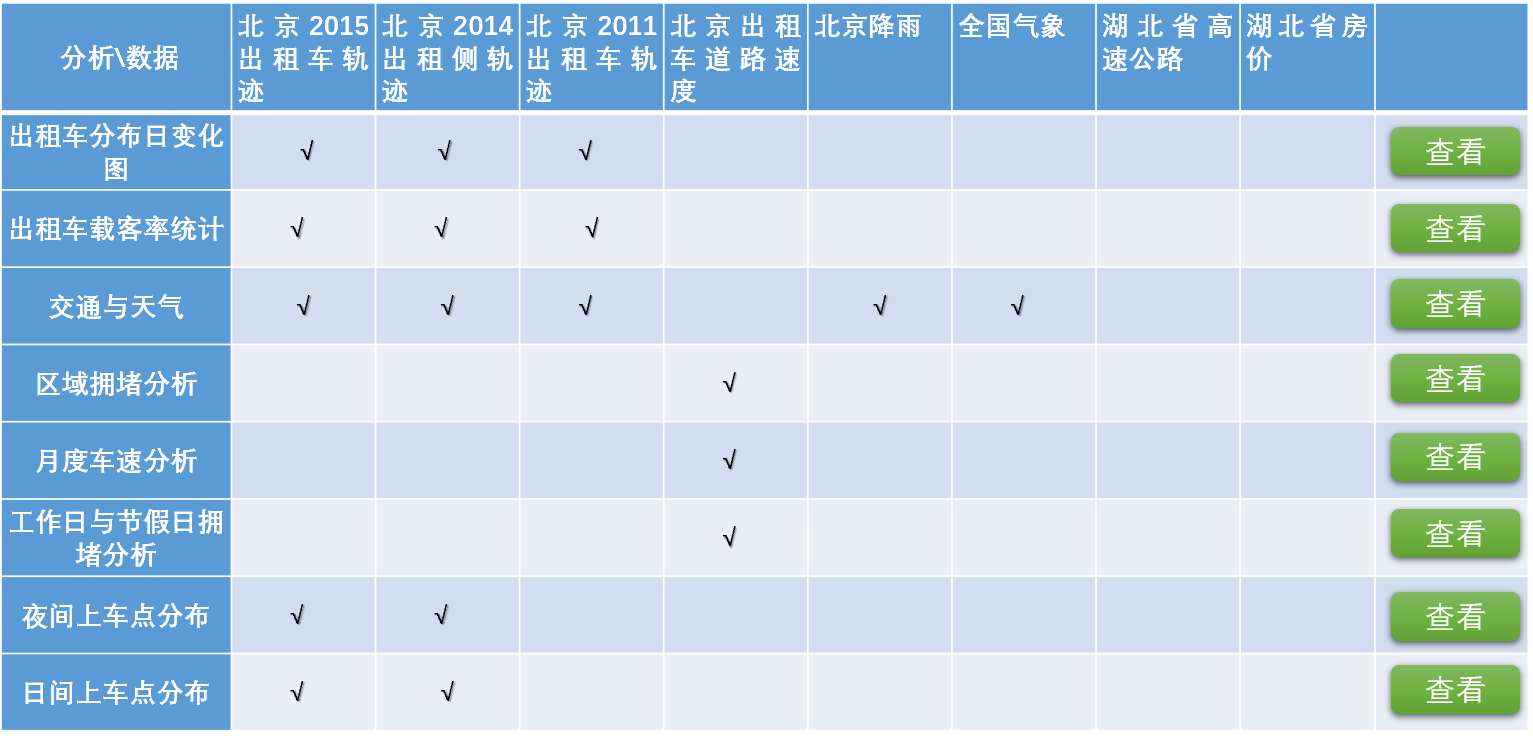 分析\数据
北京2015
出租车轨
迹
北京2014
出租侧轨
迹
北京2011
出租车轨
迹
北京出租
车道路速
度
北京降雨
全国气象
湖北省高
速公路
湖北省房
价
出租车分布日变化
图
√ √ √ 查看
出租车载客率统计 √ √ √ 查看
交通与天气 √ √ √ √ √ 查看
区域拥堵分析 √ 查看
月度车速分析 √ 查看
工作日与节假日拥
堵分析
√ 查看
夜间上车点分布 √ √ 查看
日间上车点分布 √ √ 查看